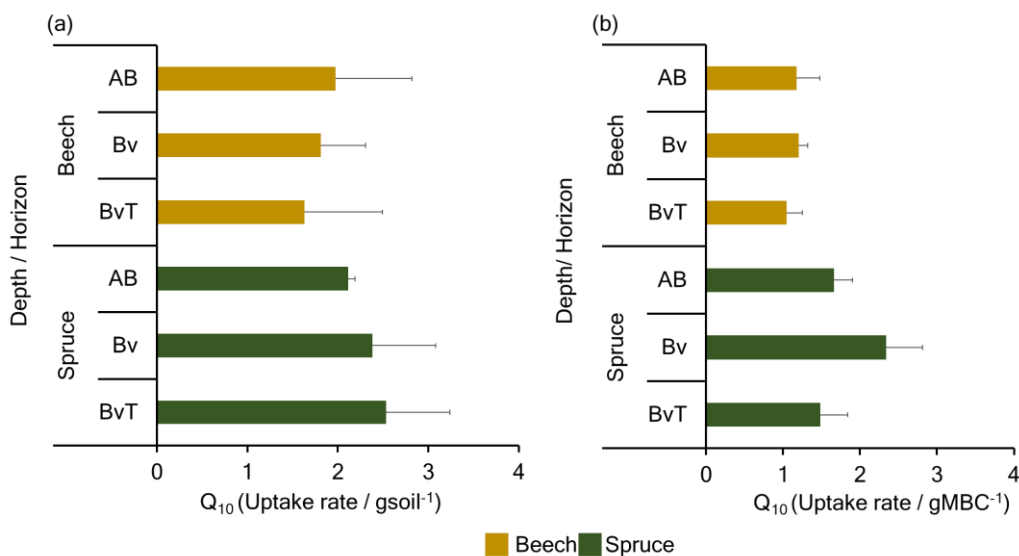 (a)
(b)
Depth / Horizon
Beech
AB
Bv
BvT
Spruce
AB
Bv
BvT
0 1 2 3 4
Q₁₀ (Uptake rate / gsoil⁻¹)
Depth/ Horizon
Beech
AB
Bv
BvT
Spruce
AB
Bv
BvT
0 1 2 3 4
Q₁₀ (Uptake rate / gMBC⁻¹)
Beech Spruce